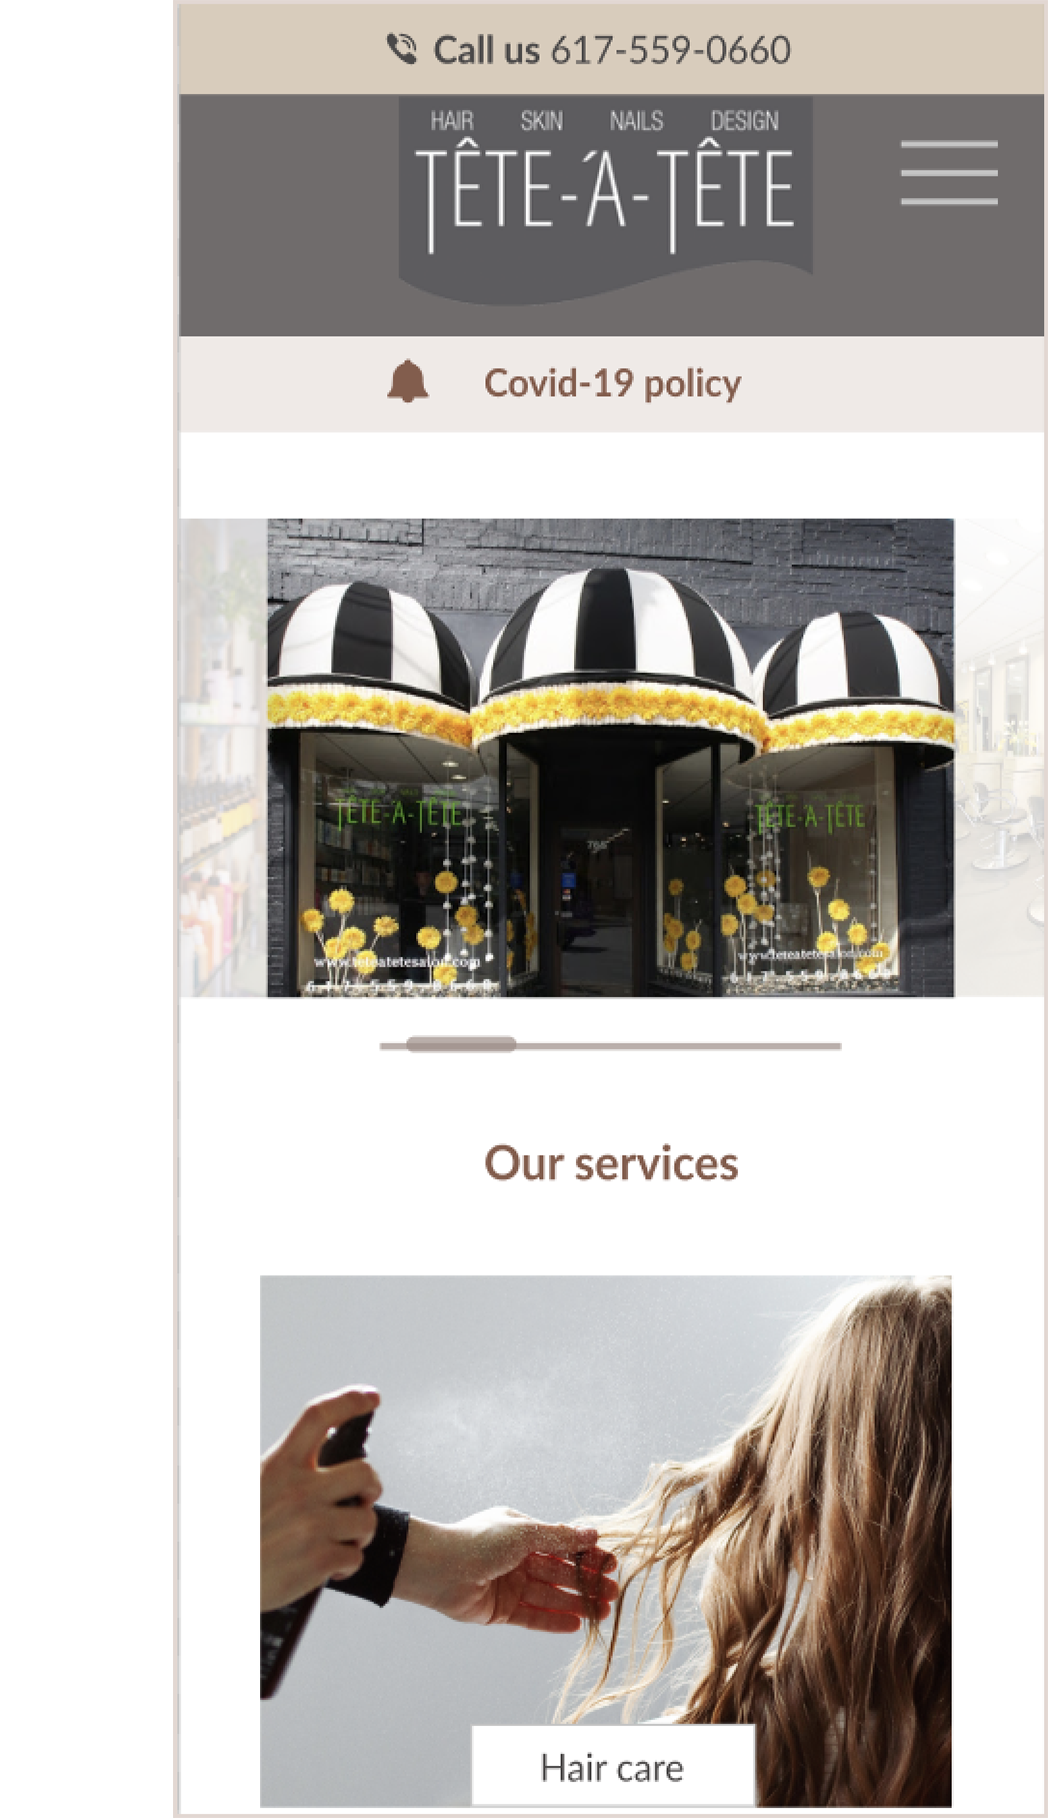 Call us 617-559-0660
HAIR SKIN NAILS DESIGN
TÊTE-Á-TÊTE
Covid-19 policy
TÊTE-Á-TÊTE
TÊTE-Á-TÊTE
768
www.teteatetesalon.com
www.teteatetesalon.com
617.559.0660
617.559.0660
Our services
Hair care